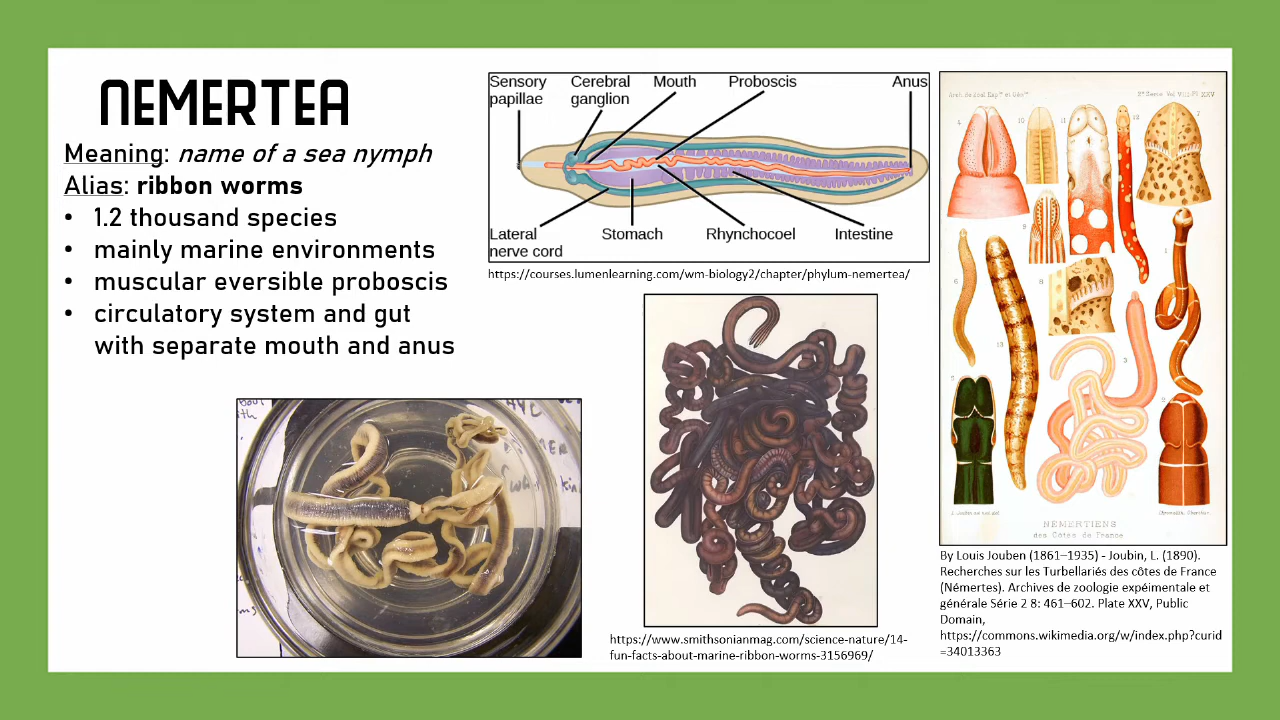 NEMERTEA
Meaning: name of a sea nymph
Alias: ribbon worms
• 1.2 thousand species
• mainly marine environments
• muscular eversible proboscis
• circulatory system and gut
with separate mouth and anus
Sensory papillae
Cerebral ganglion
Mouth
Proboscis
Anus
Lateral nerve cord
Stomach
Rhynchocoel
Intestine
https://courses.lumenlearning.com/wm-biology2/chapter/phylum-nemertea/
https://www.smithsonianmag.com/science-nature/14-
fun-facts-about-marine-ribbon-worms-3156969/
NEMERTIENS
des Côtes de France
By Louis Jouben (1861–1935) - Joubin, L. (1890).
Recherches sur les Turbellariés des côtes de France
(Némertes). Archives de zoologie expéimentale et
générale Série 2 8: 461–602. Plate XXV, Public
Domain,
https://commons.wikimedia.org/w/index.php?curid
=34013363